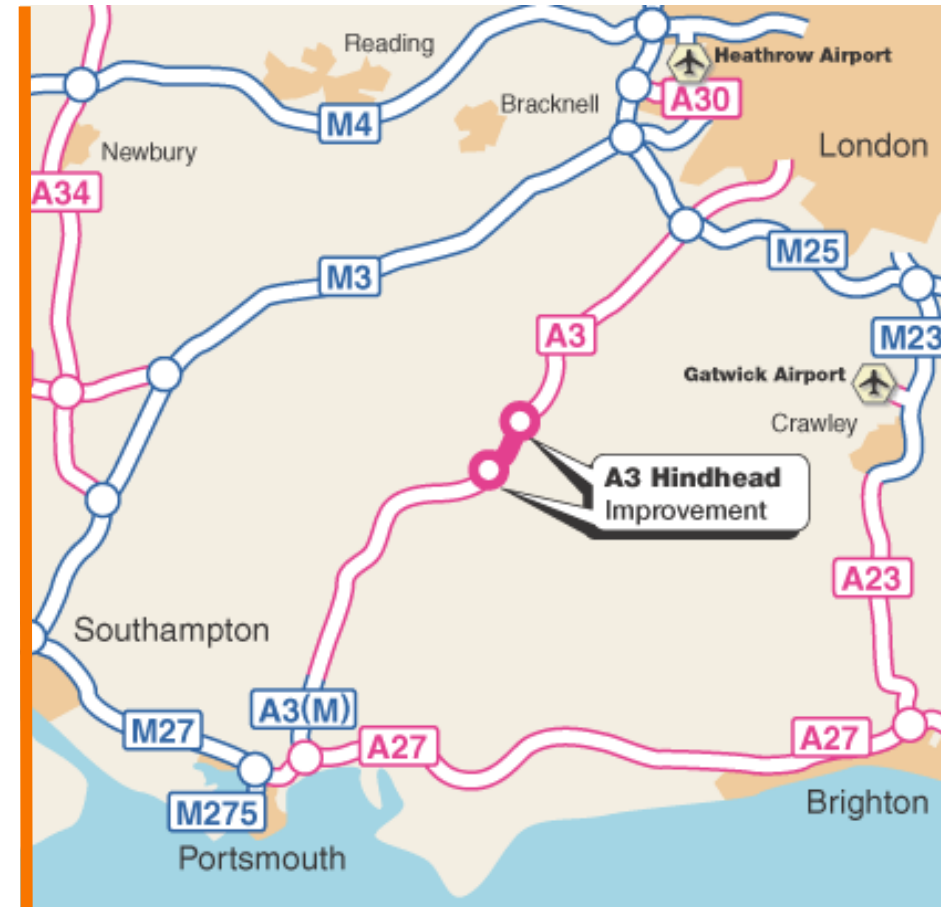 Reading
Heathrow Airport
Bracknell
A30
M4
London
Newbury
A34
M25
M3
A3
M23
Gatwick Airport
Crawley
A3 Hindhead
Improvement
A23
Southampton
A3(M)
M27
A27
A27
M275
Brighton
Portsmouth